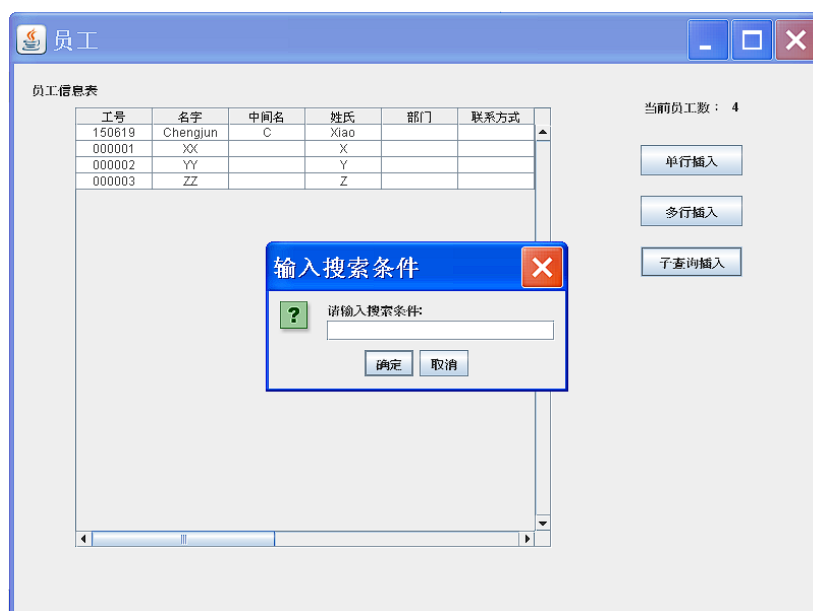 员工
员工信息表
当前员工数： 4
工号 名字 中间名 姓氏 部门 联系方式
150619 Chengjun C Xiao
000001 XX X
000002 YY Y
000003 ZZ Z
单行插入
多行插入
子查询插入
输入搜索条件
?
请输入搜索条件:
确定 取消